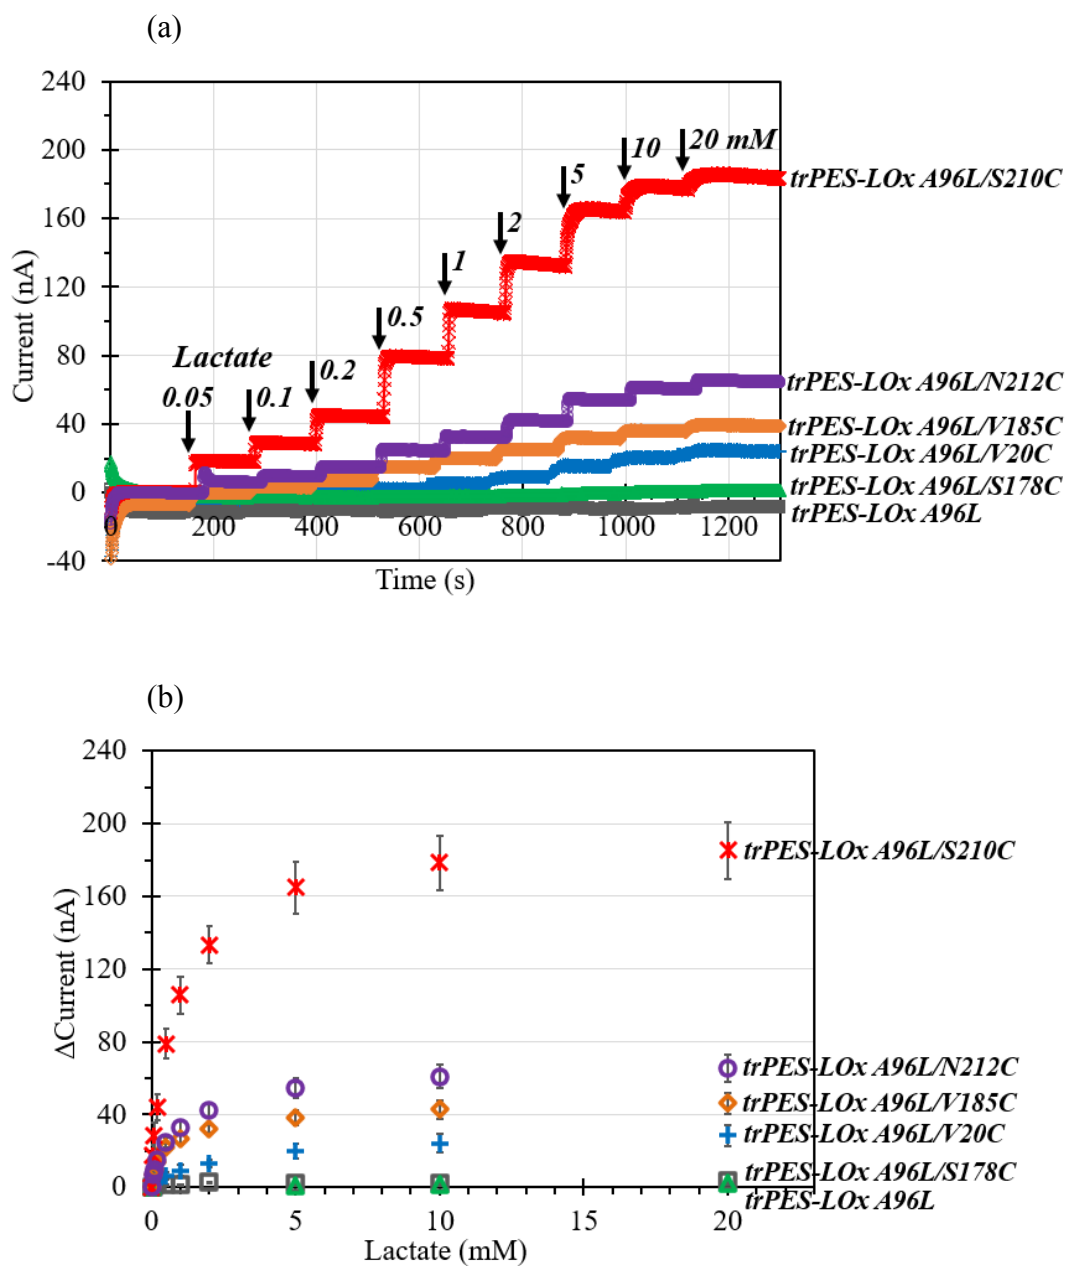 (a)
240
200
160
120
80
40
0
-40
Current (nA)
Lactate
0.05
0.1
0.2
0.5
1
2
5
10
20 mM
trPES-LOx A96L/S210C
trPES-LOx A96L/N212C
trPES-LOx A96L/V185C
trPES-LOx A96L/V20C
trPES-LOx A96L/S178C
trPES-LOx A96L
0 200 400 600 800 1000 1200
Time (s)
(b)
240
200
160
120
80
40
0
ΔCurrent (nA)
trPES-LOx A96L/S210C
trPES-LOx A96L/N212C
trPES-LOx A96L/V185C
trPES-LOx A96L/V20C
trPES-LOx A96L/S178C
trPES-LOx A96L
0 5 10 15 20
Lactate (mM)